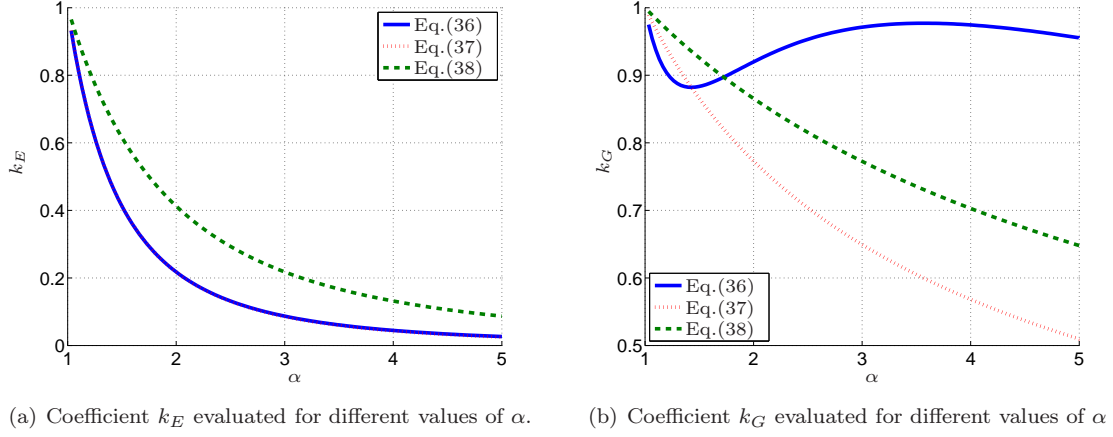 1
0.8
0.6
0.4
0.2
0
k_E
1 2 3 4 5
α
Eq.(36)
Eq.(37)
Eq.(38)
(a) Coefficient k_E evaluated for different values of α.
1
0.9
0.8
0.7
0.6
0.5
k_G
1 2 3 4 5
α
Eq.(36)
Eq.(37)
Eq.(38)
(b) Coefficient k_G evaluated for different values of α